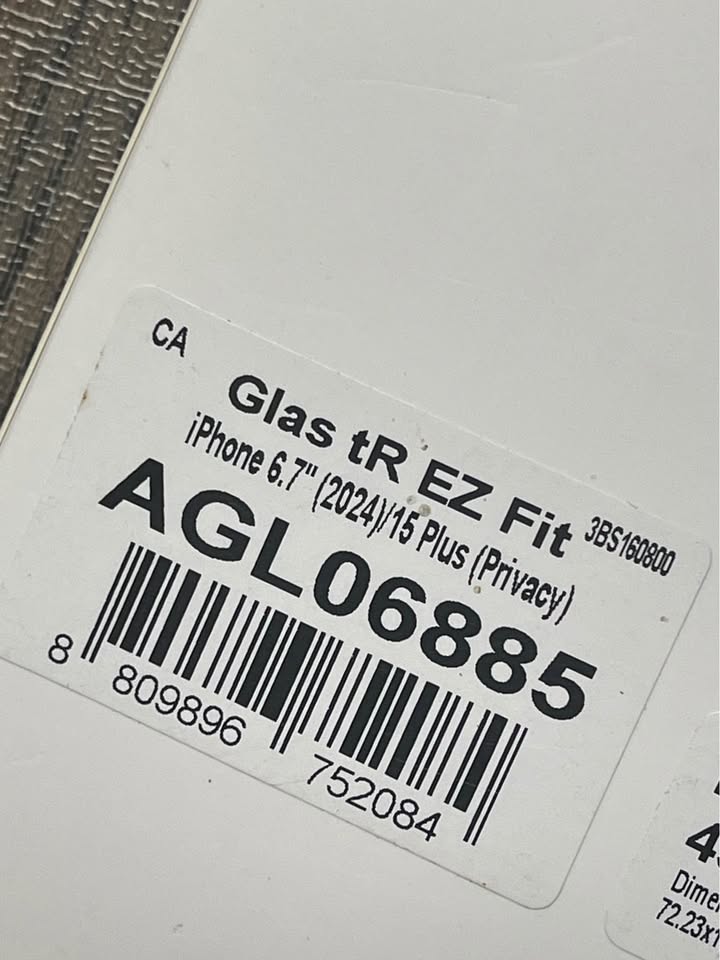 CA
Glas tR EZ Fit 3BS160800
iPhone 6.7" (2024)/15 Plus (Privacy)
AGL06885
8 809896 752084